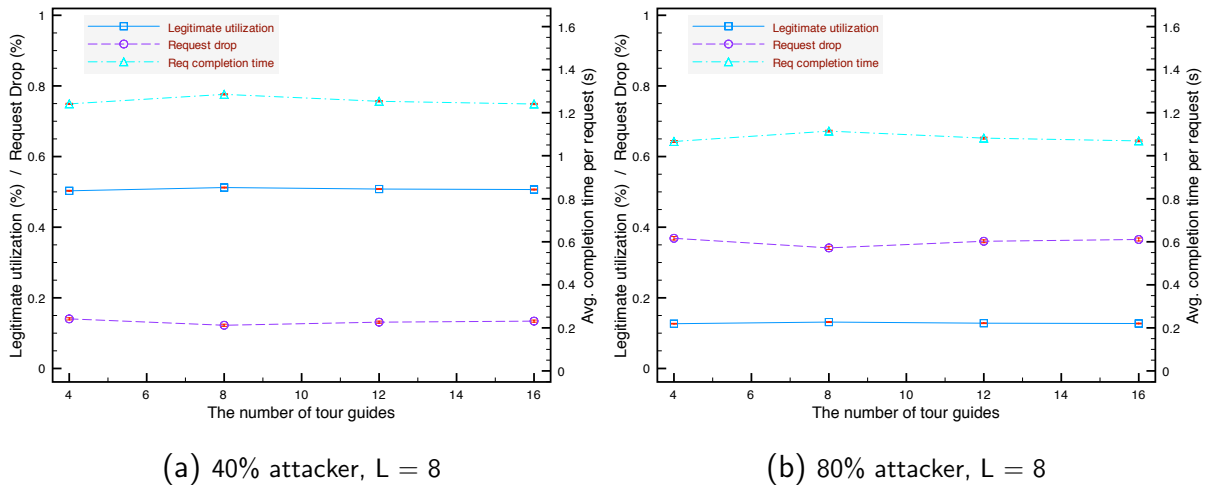 Legitimate utilization (%) / Request Drop (%)
1
0.8
0.6
0.4
0.2
0
Legitimate utilization
Request drop
Req completion time
1.6
1.4
1.2
1
0.8
0.6
0.4
0.2
0
Avg. completion time per request (s)
4 6 8 10 12 14 16
The number of tour guides
(a) 40% attacker, L = 8
Legitimate utilization (%) / Request Drop (%)
1
0.8
0.6
0.4
0.2
0
Legitimate utilization
Request drop
Req completion time
1.6
1.4
1.2
1
0.8
0.6
0.4
0.2
0
Avg. completion time per request (s)
4 6 8 10 12 14 16
The number of tour guides
(b) 80% attacker, L = 8